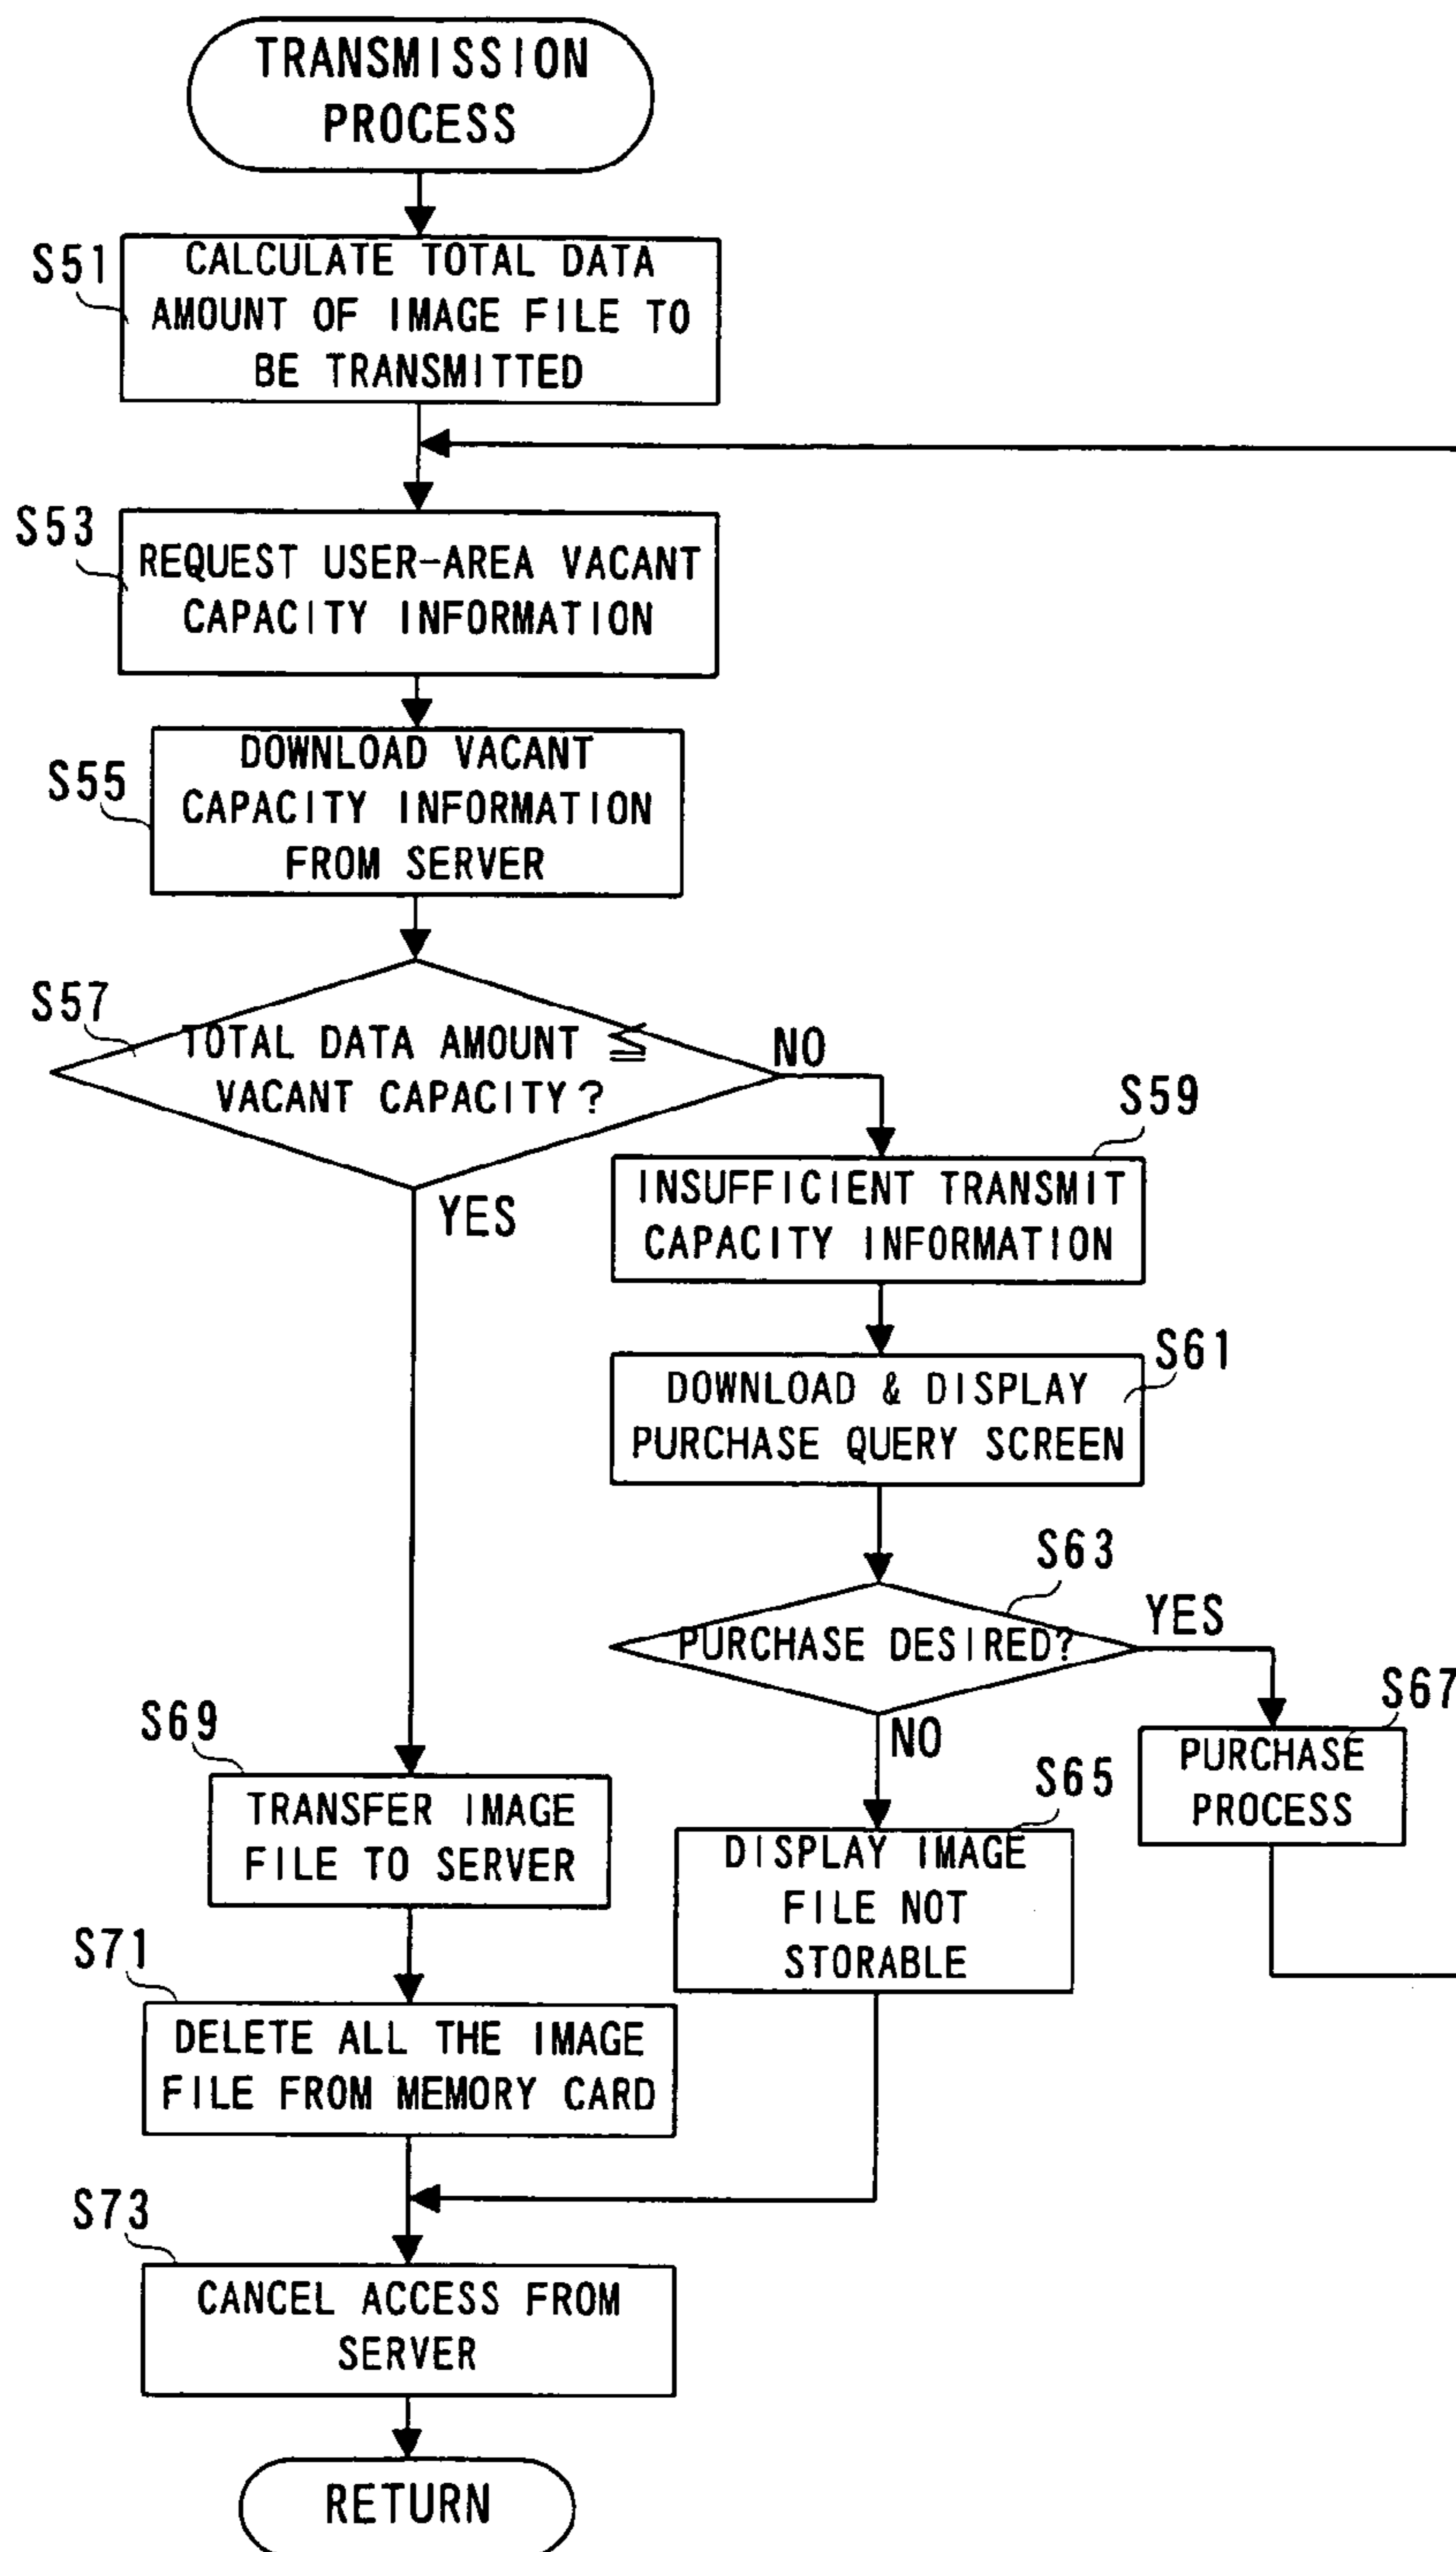 TRANSMISSION
PROCESS
S51
CALCULATE TOTAL DATA
AMOUNT OF IMAGE FILE TO
BE TRANSMITTED
S53
REQUEST USER-AREA VACANT
CAPACITY INFORMATION
S55
DOWNLOAD VACANT
CAPACITY INFORMATION
FROM SERVER
S57
TOTAL DATA AMOUNT ≦
VACANT CAPACITY?
NO
YES
S59
INSUFFICIENT TRANSMIT
CAPACITY INFORMATION
S61
DOWNLOAD & DISPLAY
PURCHASE QUERY SCREEN
S63
PURCHASE DESIRED?
YES
NO
S67
PURCHASE
PROCESS
S65
DISPLAY IMAGE
FILE NOT
STORABLE
S69
TRANSFER IMAGE
FILE TO SERVER
S71
DELETE ALL THE IMAGE
FILE FROM MEMORY CARD
S73
CANCEL ACCESS FROM
SERVER
RETURN